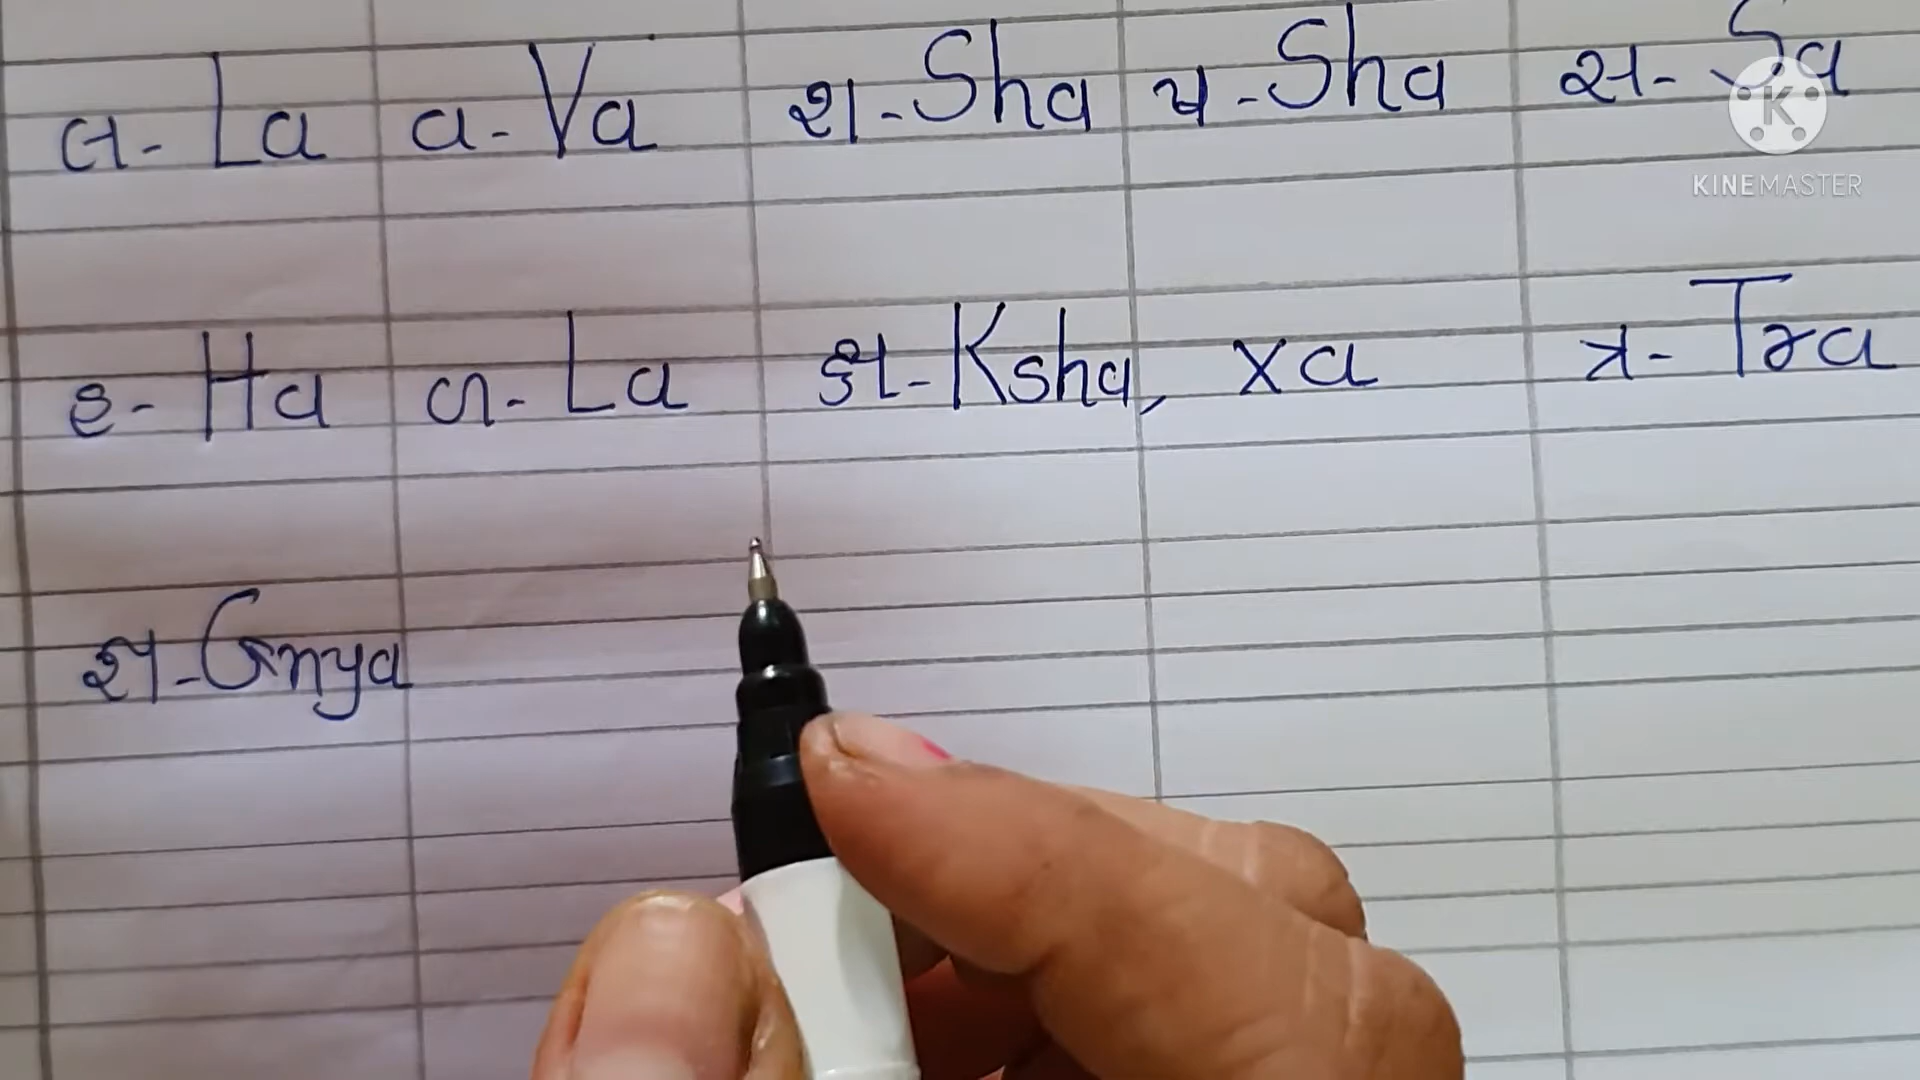 લ- La વ- Va શ- Sha ષ- Sha સ- Sa
KINEMASTER
હ- Ha ળ- La ક્ષ- Ksha, xa ત્ર- Tra
જ્ઞ- Gnya